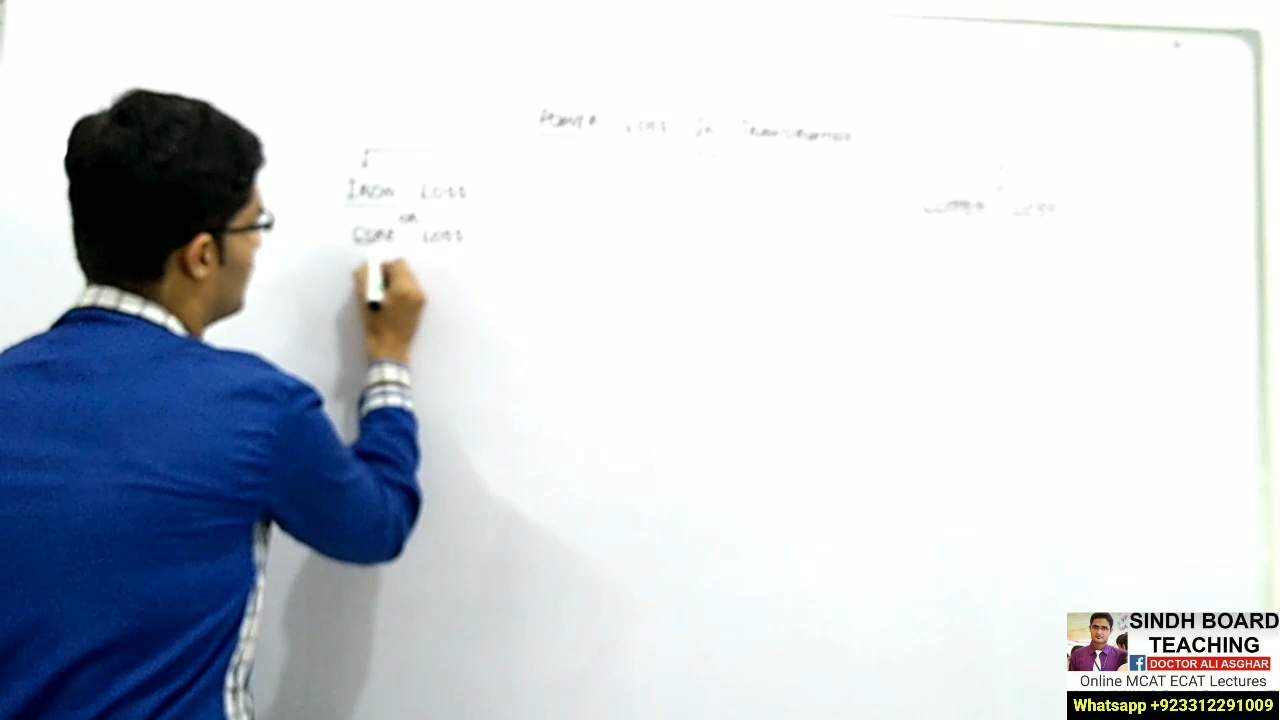 POWER LOSS in TRANSFORMER
IRON LOSS
OR
CORE LOSS
COPPER LOSS
SINDH BOARD
TEACHING
f DOCTOR ALI ASGHAR
Online MCAT ECAT Lectures
Whatsapp +923312291009